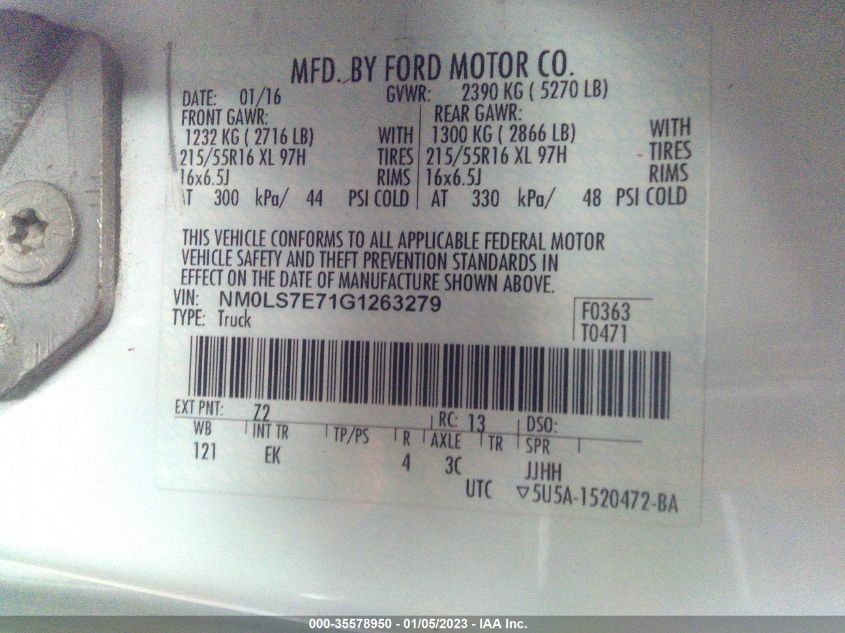 MFD. BY FORD MOTOR CO.
DATE: 01/16 GVWR: 2390 KG ( 5270 LB)
FRONT GAWR: REAR GAWR:
1232 KG ( 2716 LB) WITH 1300 KG ( 2866 LB) WITH
215/55R16 XL 97H TIRES 215/55R16 XL 97H TIRES
16x6.5J RIMS 16x6.5J RIMS
AT 300 kPa/ 44 PSI COLD AT 330 kPa/ 48 PSI COLD
THIS VEHICLE CONFORMS TO ALL APPLICABLE FEDERAL MOTOR
VEHICLE SAFETY AND THEFT PREVENTION STANDARDS IN
EFFECT ON THE DATE OF MANUFACTURE SHOWN ABOVE.
VIN: NM0LS7E71G1263279
TYPE: Truck
F0363
T0471
EXT PNT: Z2 RC: 13 DSO:
WB INT TR TP/PS R AXLE TR SPR
121 EK 4 3C JJHH
UTC ▽5U5A-1520472-BA
000-35578950 - 01/05/2023 - IAA Inc.